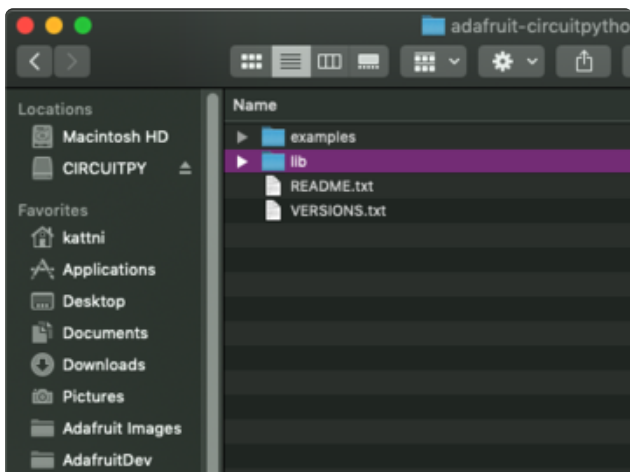 adafruit-circuitpytho
Locations
Macintosh HD
CIRCUITPY
Favorites
kattni
Applications
Desktop
Documents
Downloads
Pictures
Adafruit Images
AdafruitDev
Name
examples
lib
README.txt
VERSIONS.txt